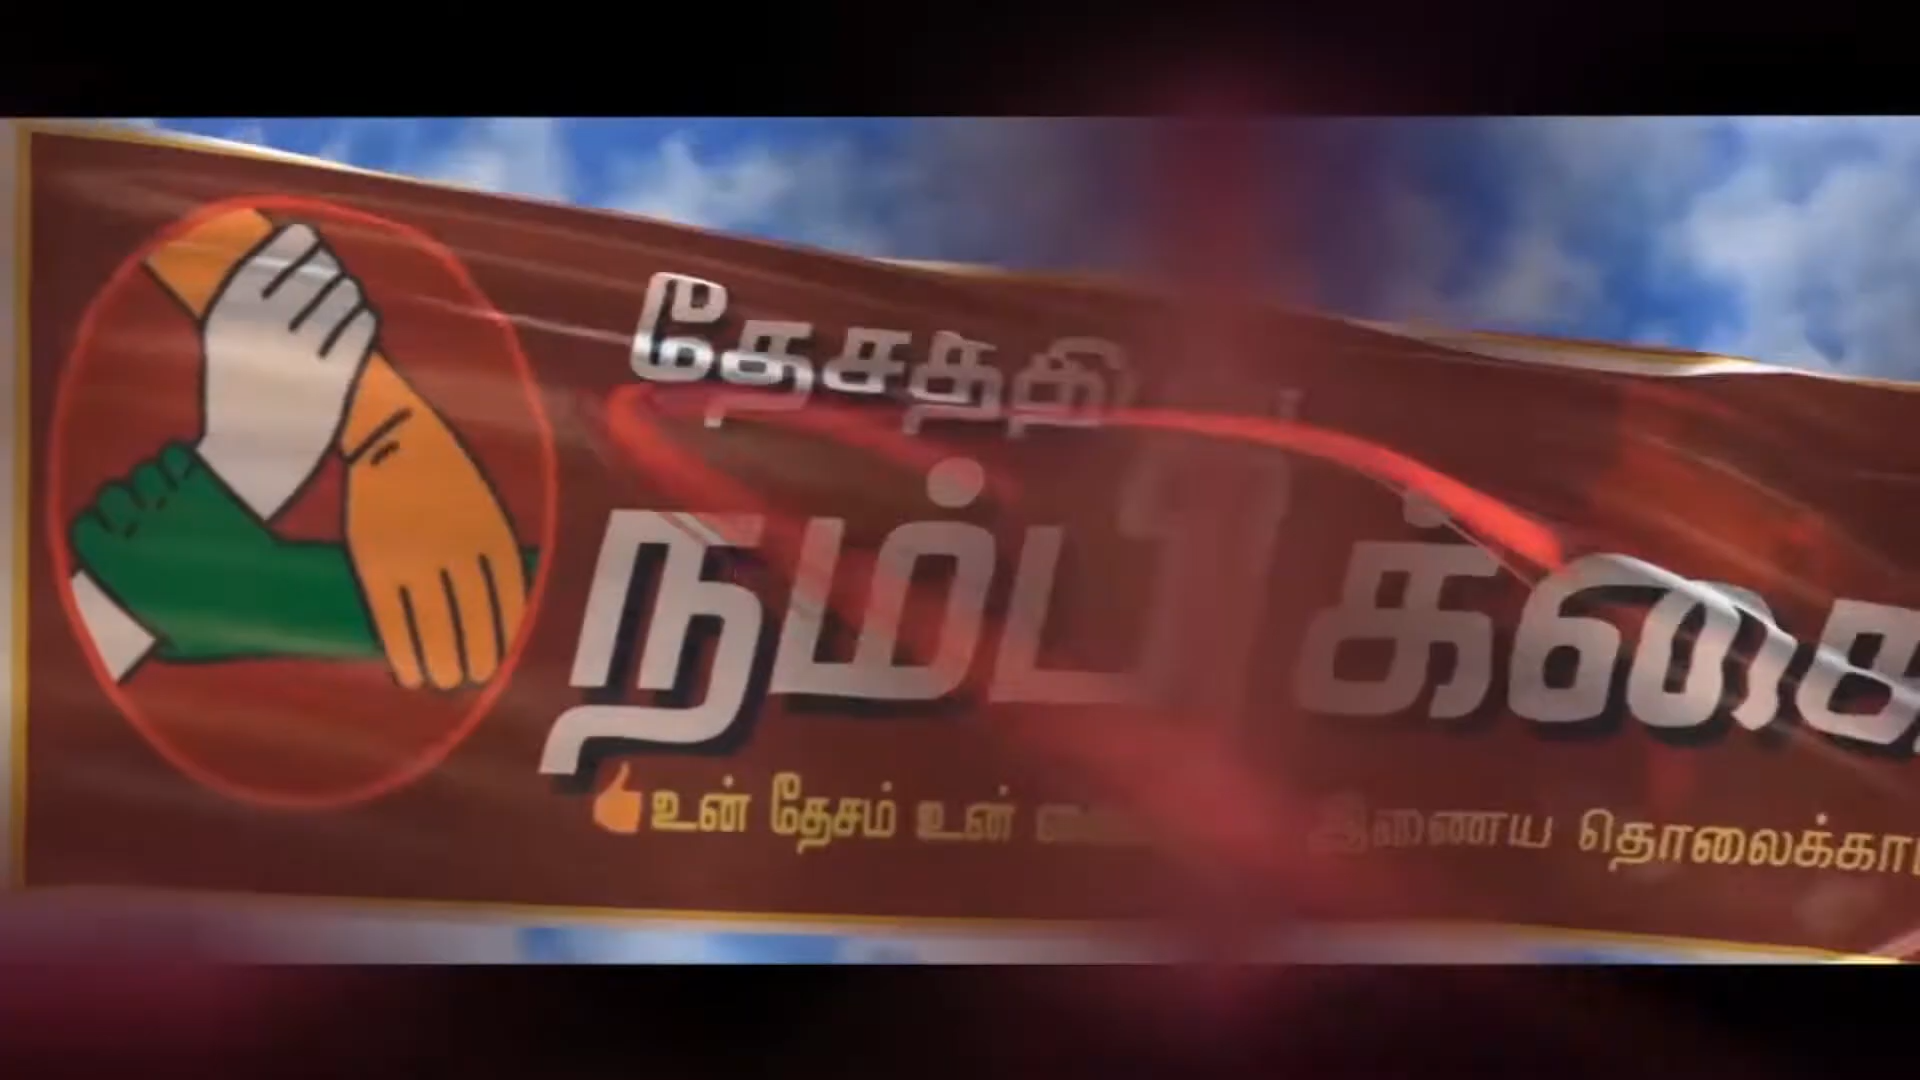 தேசத்தி
நம்பிக்கை
உன் தேசம் உன் இணைய தொலைக்கா